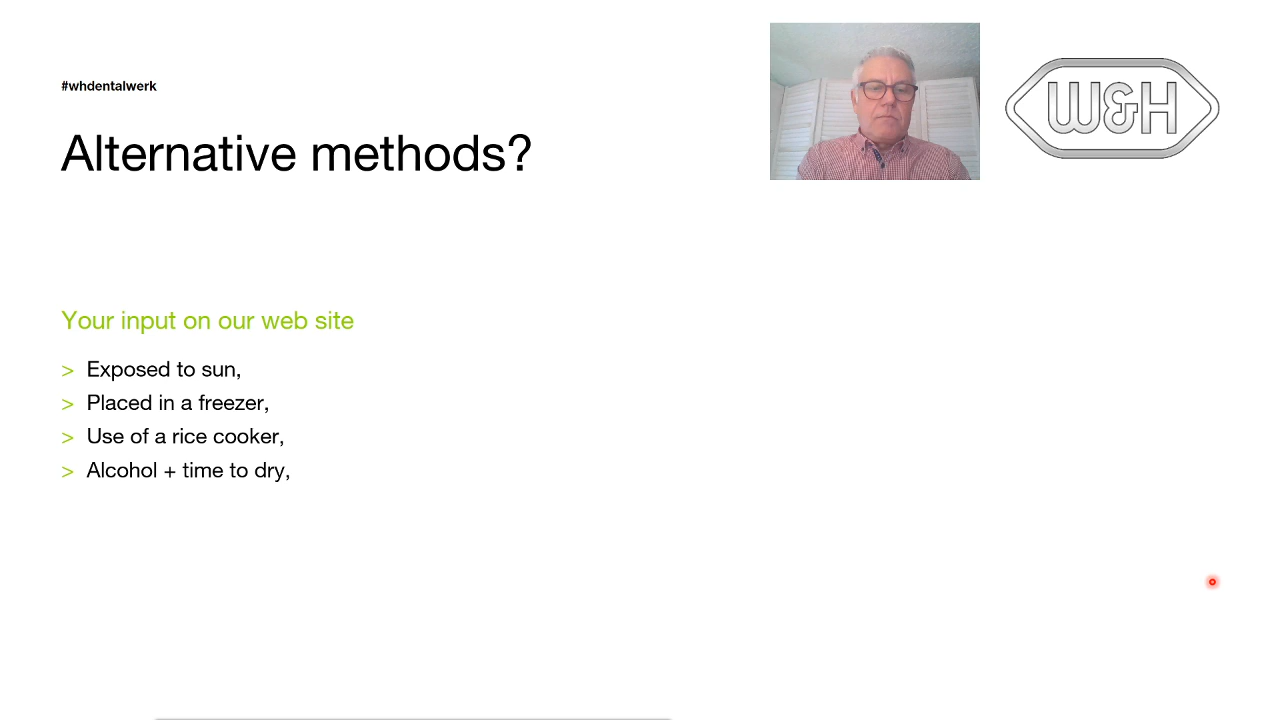 #whdentalwerk
W&H
Alternative methods?
Your input on our web site
> Exposed to sun,
> Placed in a freezer,
> Use of a rice cooker,
> Alcohol + time to dry,